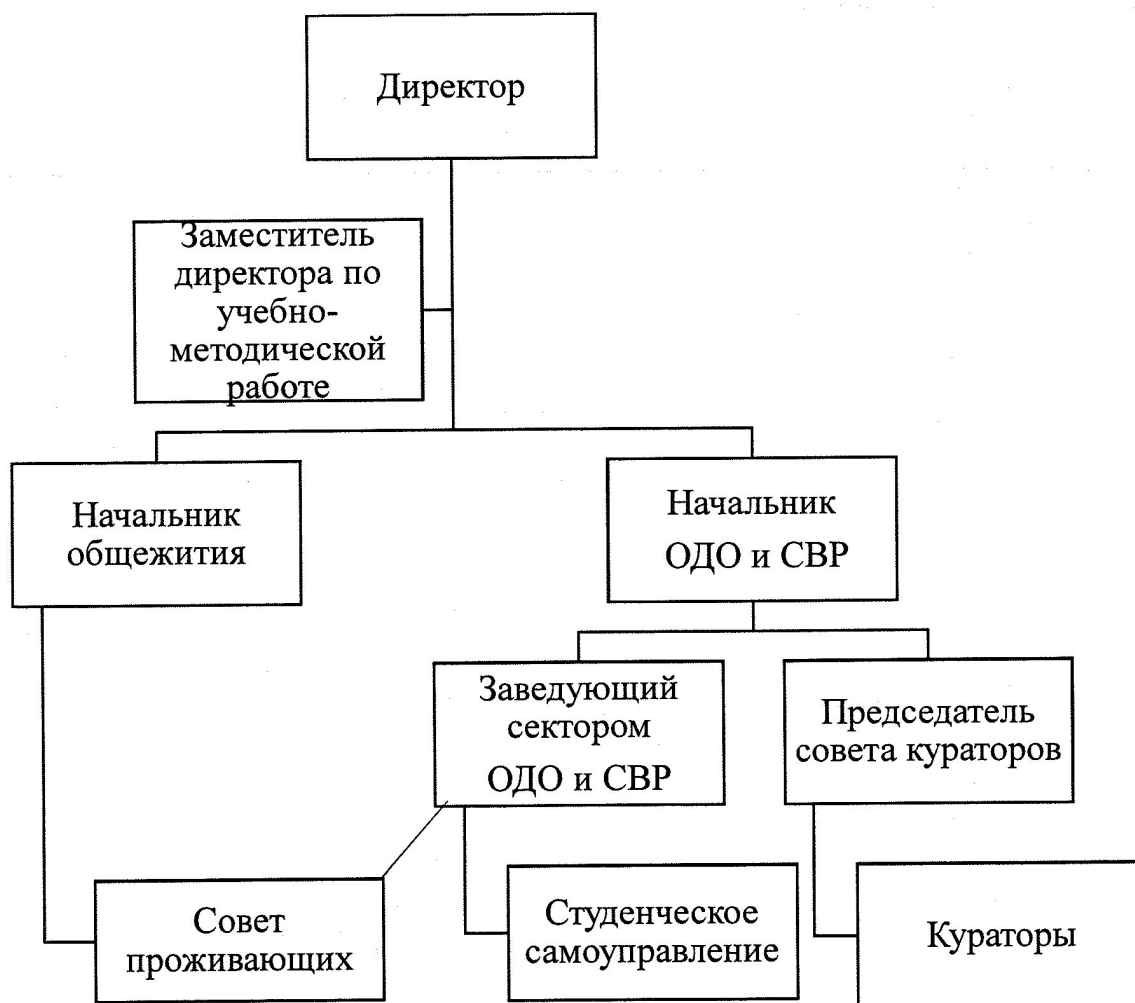 Директор
Заместитель
директора по
учебно-
методической
работе
Начальник
общежития
Начальник
ОДО и СВР
Заведующий
сектором
ОДО и СВР
Председатель
совета кураторов
Совет
проживающих
Студенческое
самоуправление
Кураторы